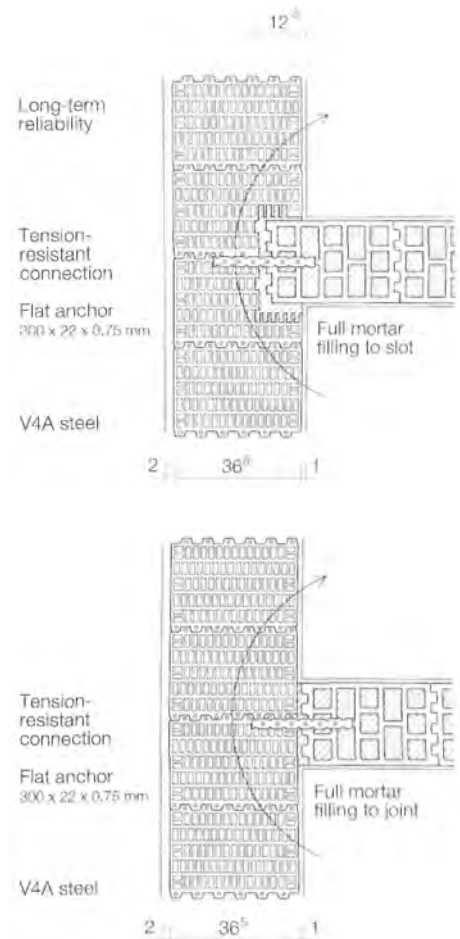 12⁵
Long-term
reliability
Tension-
resistant
connection
Flat anchor
300 x 22 x 0.75 mm
Full mortar
filling to slot
V4A steel
2 36⁵ 1
Tension-
resistant
connection
Flat anchor
300 x 22 x 0.75 mm
Full mortar
filling to joint
V4A steel
2 36⁵ 1